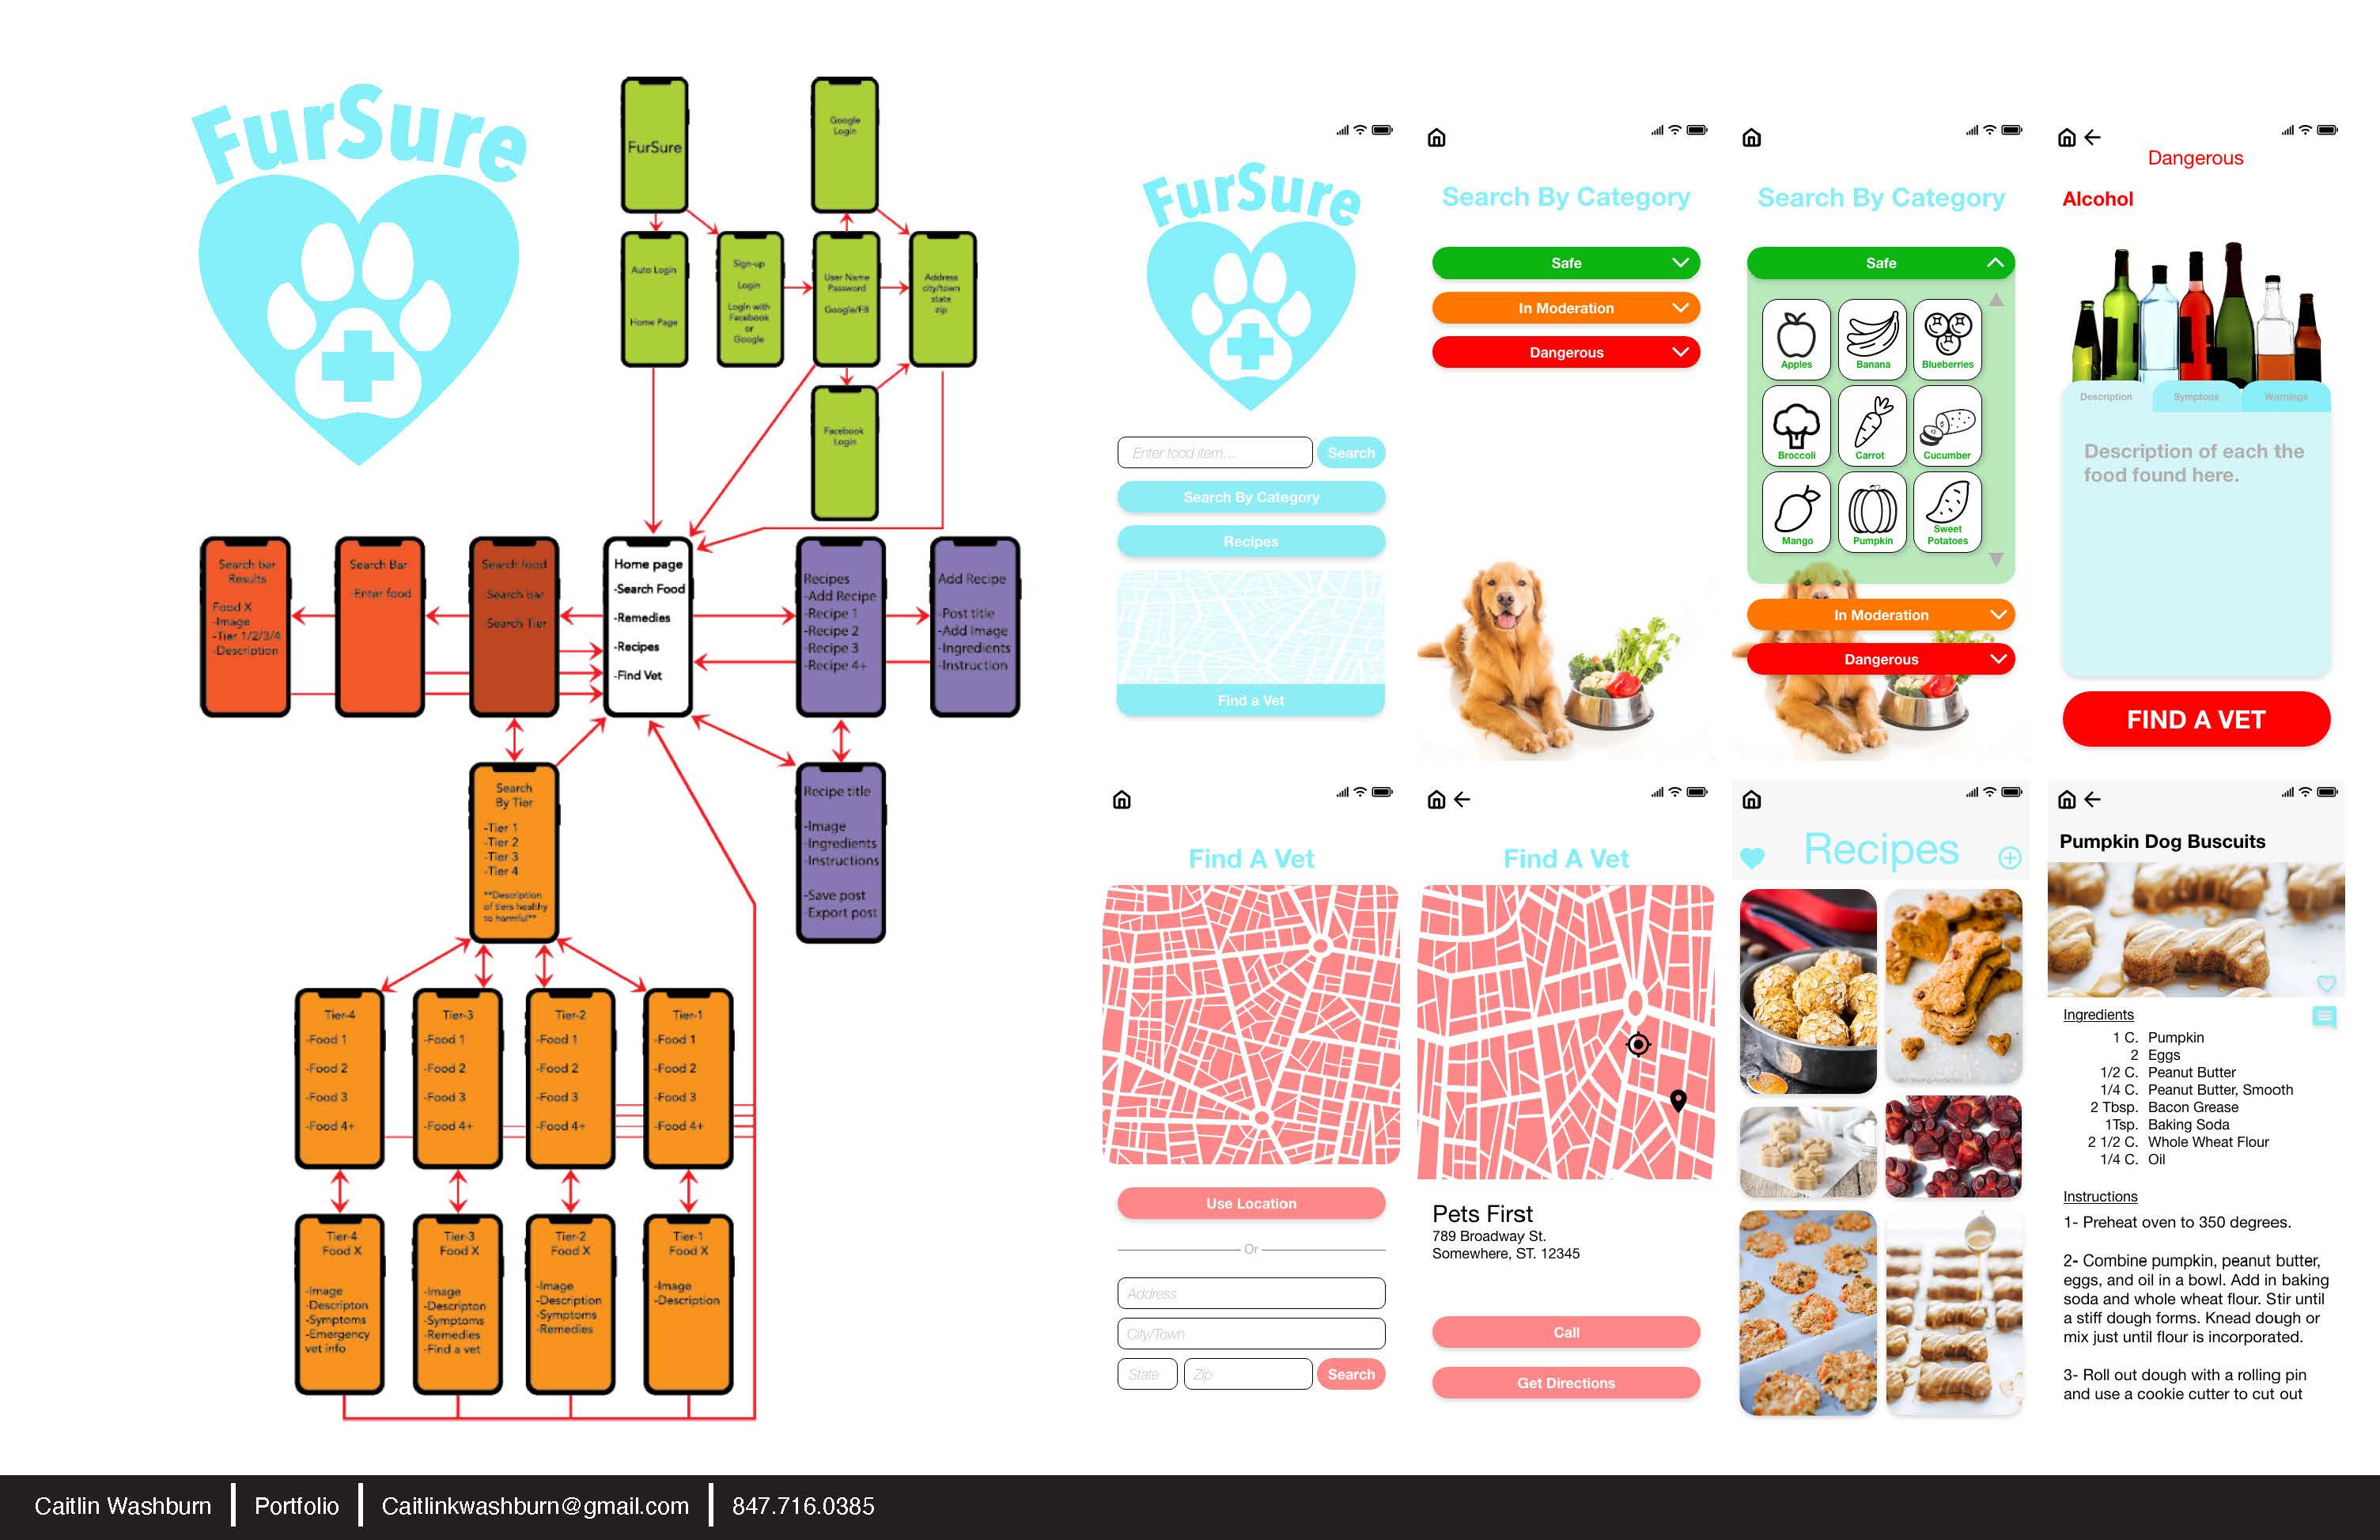 FurSure
FurSure
Google
Login
Auto Login
Home Page
Sign-up
Login
Login with
Facebook
or
Google
User Name
Password
Google/FB
Address
city/town
state
zip
Facebook
Login
Search bar
Results
Food X
-Image
-Tier 1/2/3/4
-Description
Search Bar
-Enter food
Search food
-Search bar
-Search Tier
Home page
-Search Food
-Remedies
-Recipes
-Find Vet
Recipes
-Add Recipe
-Recipe 1
-Recipe 2
-Recipe 3
-Recipe 4+
Add Recipe
-Post title
-Add Image
-Ingredients
-Instruction
Search
By Tier
-Tier 1
-Tier 2
-Tier 3
-Tier 4
**Description
of tiers healthy
to harmful**
Recipe title
-Image
-Ingredients
-Instructions
-Save post
-Export post
Tier-4
-Food 1
-Food 2
-Food 3
-Food 4+
Tier-3
-Food 1
-Food 2
-Food 3
-Food 4+
Tier-2
-Food 1
-Food 2
-Food 3
-Food 4+
Tier-1
-Food 1
-Food 2
-Food 3
-Food 4+
Tier-4
Food X
-Image
-Descripton
-Symptoms
-Emergency
vet info
Tier-3
Food X
-Image
-Descripton
-Symptoms
-Remedies
-Find a vet
Tier-2
Food X
-Image
-Description
-Symptoms
-Remedies
Tier-1
Food X
-Image
-Description
FurSure
Enter food item...
Search
Search By Category
Recipes
Find a Vet
Search By Category
Safe
In Moderation
Dangerous
Search By Category
Safe
Apples
Banana
Blueberries
Broccoli
Carrot
Cucumber
Mango
Pumpkin
Sweet
Potatoes
In Moderation
Dangerous
Dangerous
Alcohol
Description
Symptons
Warnings
Description of each the
food found here.
FIND A VET
Find A Vet
Use Location
Or
Address
City/Town
State
Zip
Search
Find A Vet
Pets First
789 Broadway St.
Somewhere, ST. 12345
Call
Get Directions
Recipes
Pumpkin Dog Buscuits
Ingredients
1 C. Pumpkin
2 Eggs
1/2 C. Peanut Butter
1/4 C. Peanut Butter, Smooth
2 Tbsp. Bacon Grease
1Tsp. Baking Soda
2 1/2 C. Whole Wheat Flour
1/4 C. Oil
Instructions
1- Preheat oven to 350 degrees.
2- Combine pumpkin, peanut butter,
eggs, and oil in a bowl. Add in baking
soda and whole wheat flour. Stir until
a stiff dough forms. Knead dough or
mix just until flour is incorporated.
3- Roll out dough with a rolling pin
and use a cookie cutter to cut out
Caitlin Washburn | Portfolio | Caitlinkwashburn@gmail.com | 847.716.0385